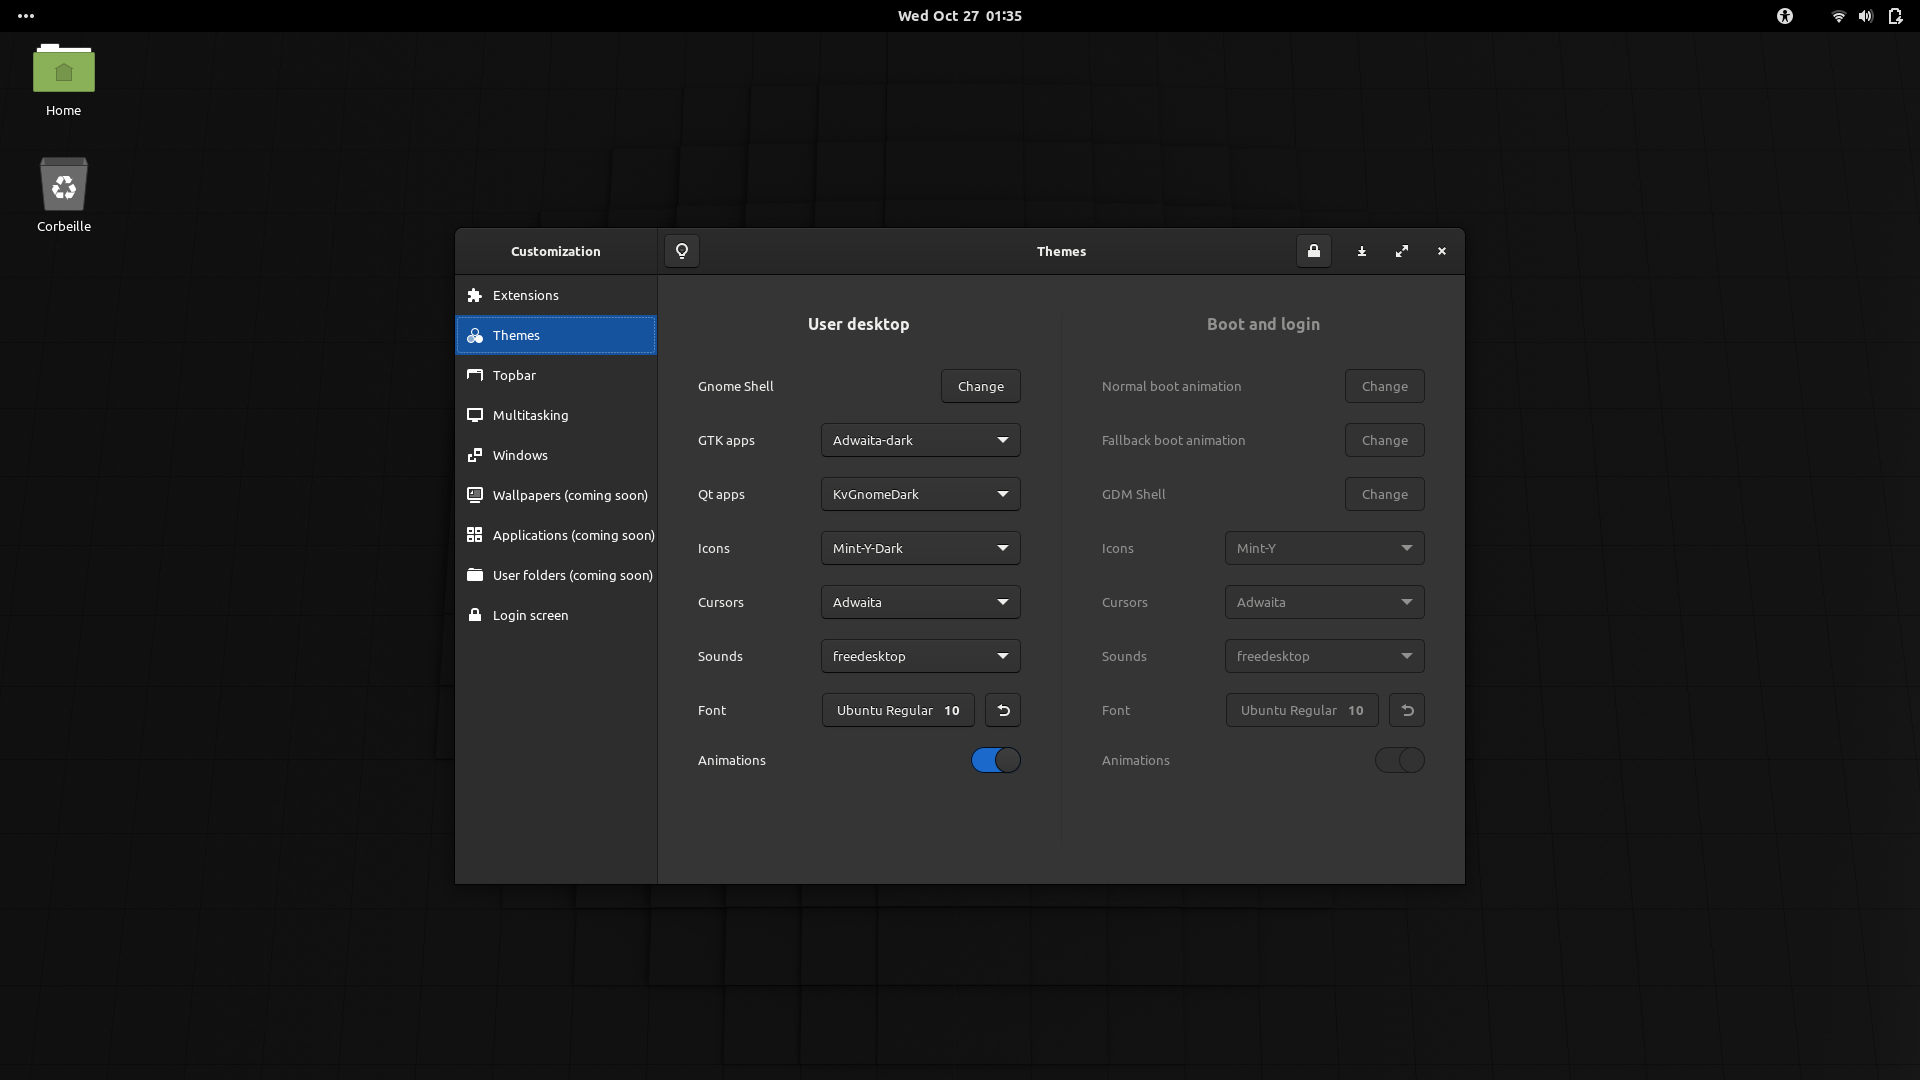 Wed Oct 27  01:35
Home
Corbeille
Customization
Themes
Extensions
Themes
Topbar
Multitasking
Windows
Wallpapers (coming soon)
Applications (coming soon)
User folders (coming soon)
Login screen
User desktop
Gnome Shell Change
GTK apps Adwaita-dark
Qt apps KvGnomeDark
Icons Mint-Y-Dark
Cursors Adwaita
Sounds freedesktop
Font Ubuntu Regular 10
Animations
Boot and login
Normal boot animation Change
Fallback boot animation Change
GDM Shell Change
Icons Mint-Y
Cursors Adwaita
Sounds freedesktop
Font Ubuntu Regular 10
Animations